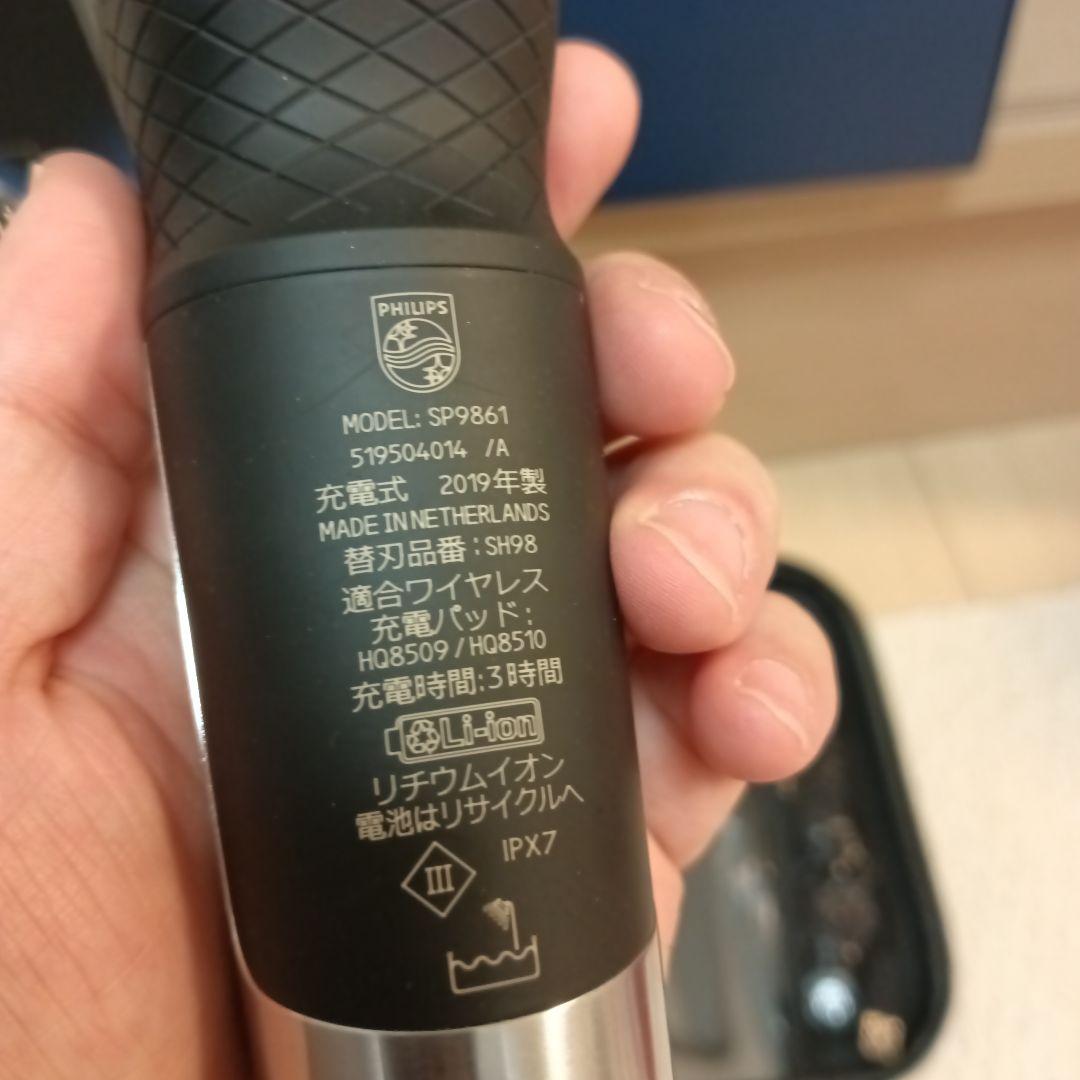 PHILIPS
MODEL: SP9861
519504014 /A
充電式 2019年製
MADE IN NETHERLANDS
替刃品番:SH98
適合ワイヤレス
充電パッド:
HQ8509/HQ8510
充電時間:3時間
Li-ion
リチウムイオン
電池はリサイクルへ
IPX7
III